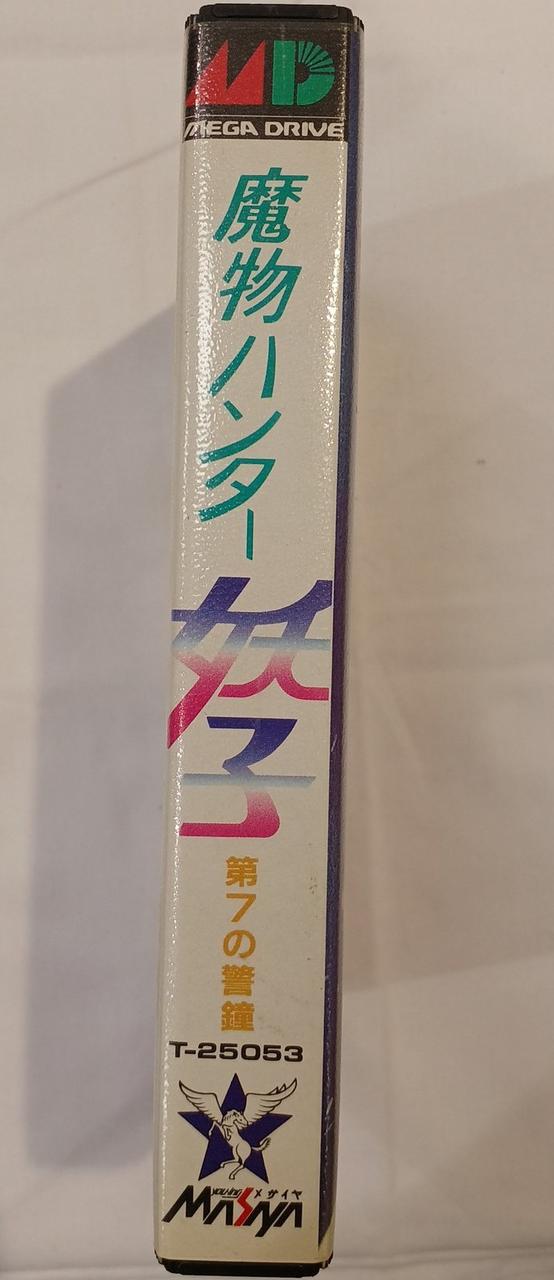 MD
MEGA DRIVE
魔物ハンター
妖子
第7の警鐘
T-25053
メサイヤ
MASAYA